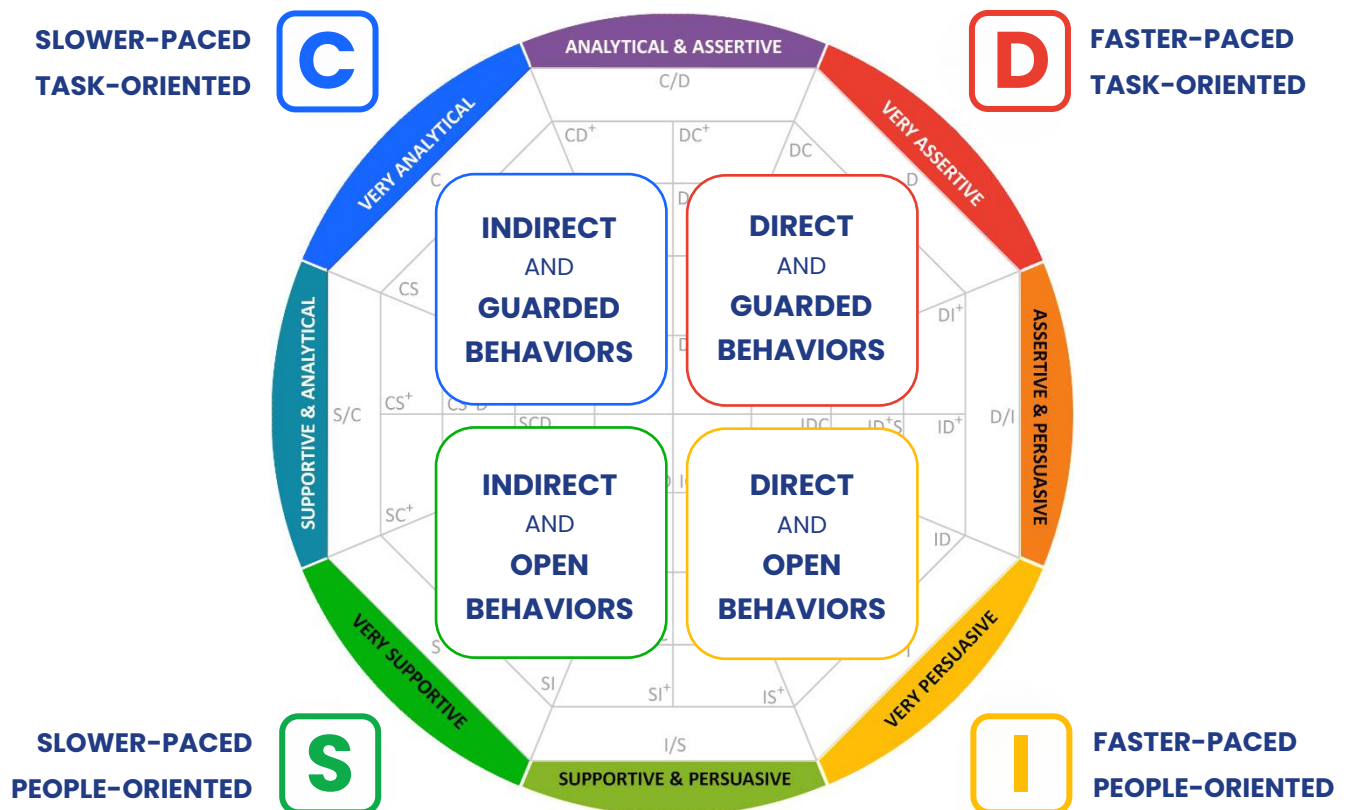 SLOWER-PACED
TASK-ORIENTED
C
ANALYTICAL & ASSERTIVE
D
FASTER-PACED
TASK-ORIENTED
C/D
VERY ANALYTICAL
VERY ASSERTIVE
CD+
DC+
DC
C
D
INDIRECT
AND
GUARDED
BEHAVIORS
DIRECT
AND
GUARDED
BEHAVIORS
CS
DI+
SUPPORTIVE & ANALYTICAL
ASSERTIVE & PERSUASIVE
S/C
CS+
SCD
IDC
ID+S
ID+
D/I
INDIRECT
AND
OPEN
BEHAVIORS
DIRECT
AND
OPEN
BEHAVIORS
SC+
ID
VERY SUPPORTIVE
VERY PERSUASIVE
S
SI
SI+
IS+
I/S
SUPPORTIVE & PERSUASIVE
SLOWER-PACED
PEOPLE-ORIENTED
S
I
FASTER-PACED
PEOPLE-ORIENTED